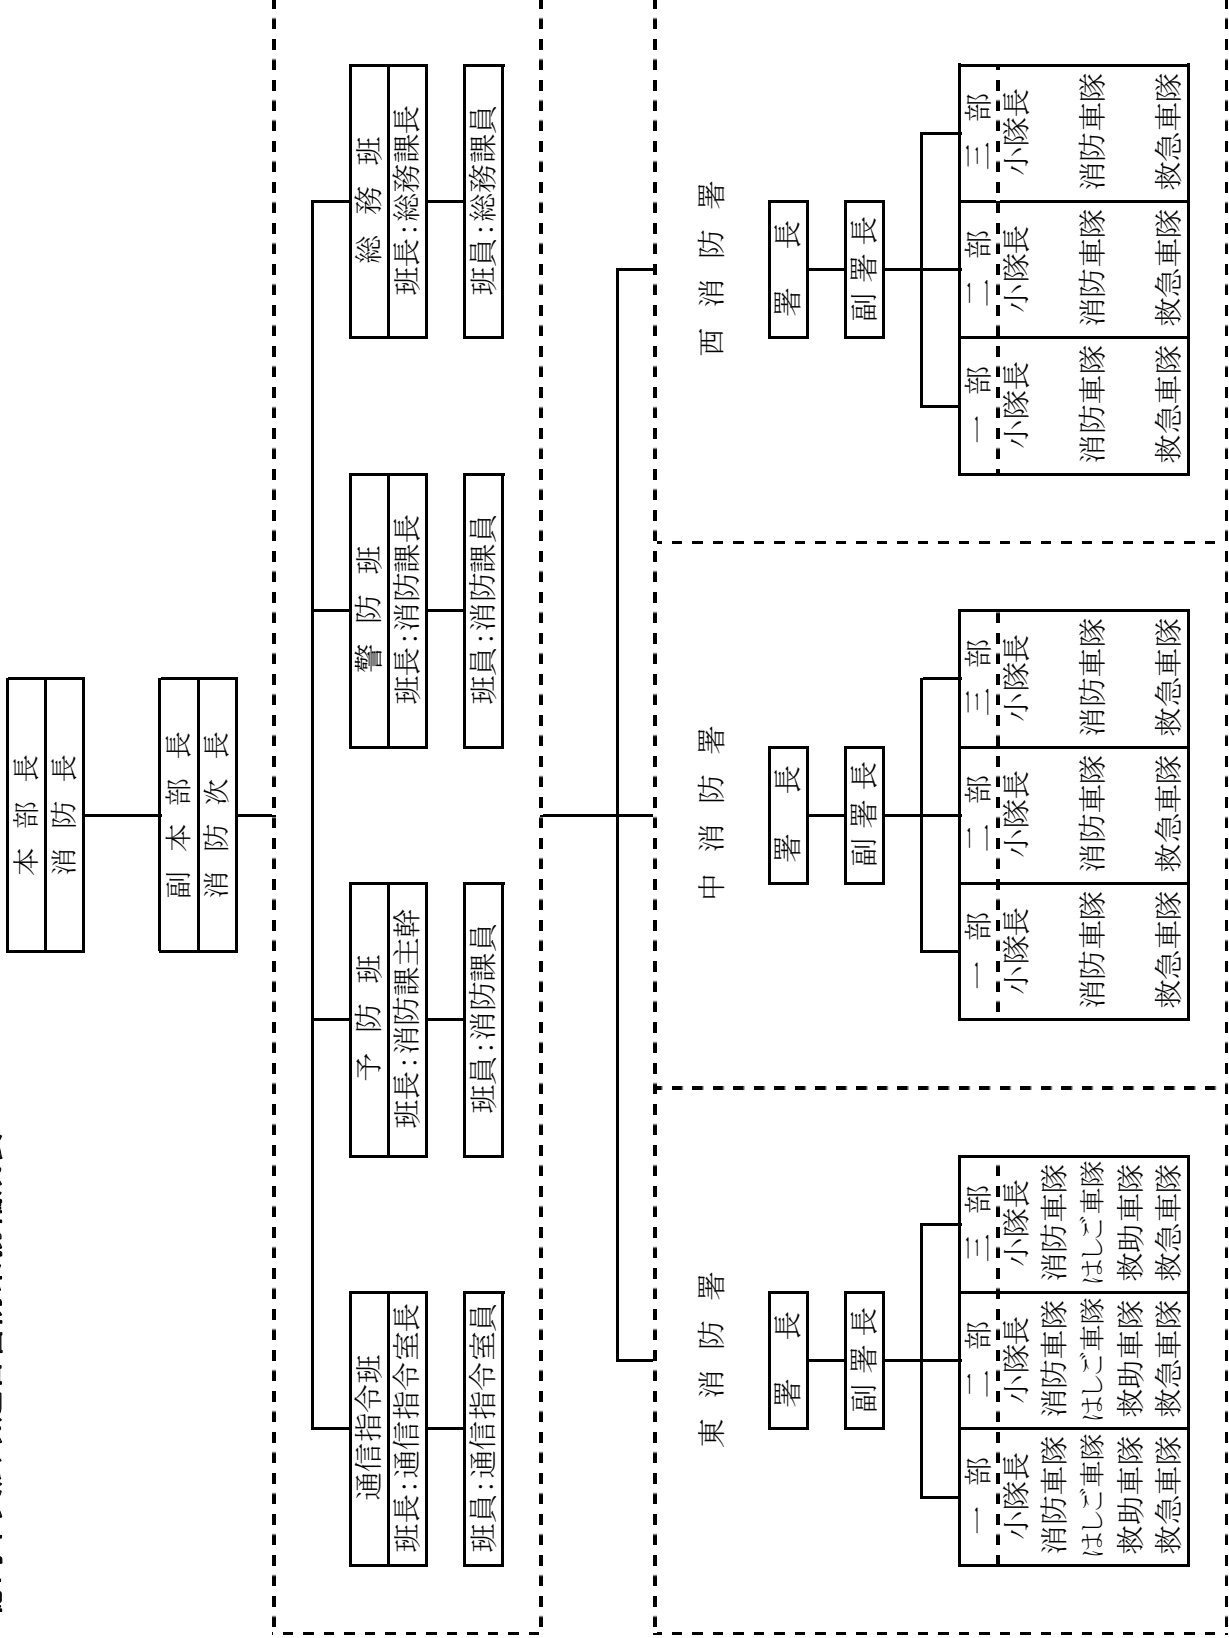 本部長
消防長
副本部長
消防次長
通信指令班
班長：通信指令室長
班員：通信指令室員
予防班
班長：消防課主幹
班員：消防課員
警防班
班長：消防課長
班員：消防課員
総務班
班長：総務課長
班員：総務課員
東消防署
署長
副署長
一部
小隊長
消防車隊
はしご車隊
救助車隊
救急車隊
二部
小隊長
消防車隊
はしご車隊
救助車隊
救急車隊
三部
小隊長
消防車隊
はしご車隊
救助車隊
救急車隊
中消防署
署長
副署長
一部
小隊長
消防車隊
救急車隊
二部
小隊長
消防車隊
救急車隊
三部
小隊長
消防車隊
救急車隊
西消防署
署長
副署長
一部
小隊長
消防車隊
救急車隊
二部
小隊長
消防車隊
救急車隊
三部
小隊長
消防車隊
救急車隊